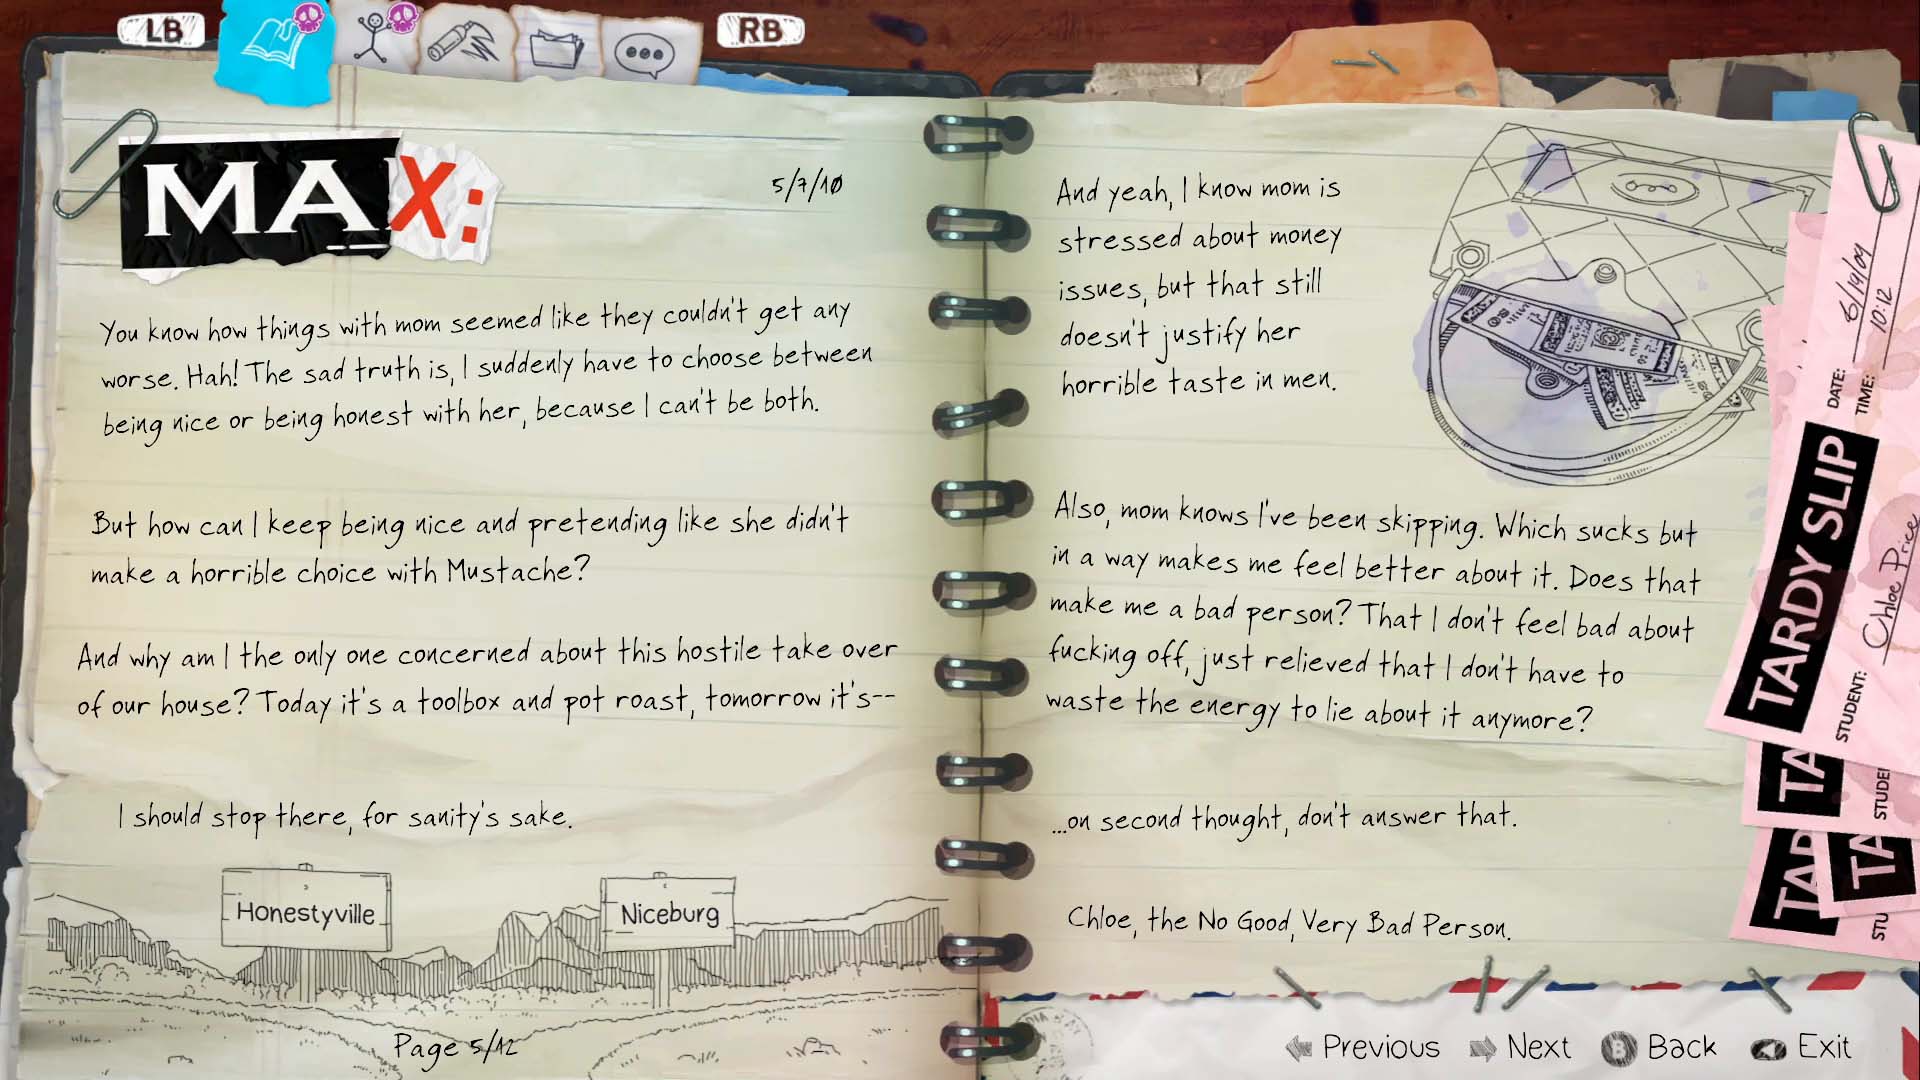 LB
RB
MAX:
5/7/10
You know how things with mom seemed like they couldn't get any
worse. Hah! The sad truth is, I suddenly have to choose between
being nice or being honest with her, because I can't be both.
But how can I keep being nice and pretending like she didn't
make a horrible choice with Mustache?
And why am I the only one concerned about this hostile take over
of our house? Today it's a toolbox and pot roast, tomorrow it's--
I should stop there, for sanity's sake.
Honestyville
Niceburg
Page 5/12
And yeah, I know mom is
stressed about money
issues, but that still
doesn't justify her
horrible taste in men.
Also, mom knows I've been skipping. Which sucks but
in a way makes me feel better about it. Does that
make me a bad person? That I don't feel bad about
fucking off, just relieved that I don't have to
waste the energy to lie about it anymore?
...on second thought, don't answer that.
Chloe, the No Good, Very Bad Person.
TARDY SLIP
DATE: 6/19/09
TIME: 10:12
STUDENT: Chloe Price
TA
STUDE
TAR
TA
STU
Previous
Next
B Back
Exit